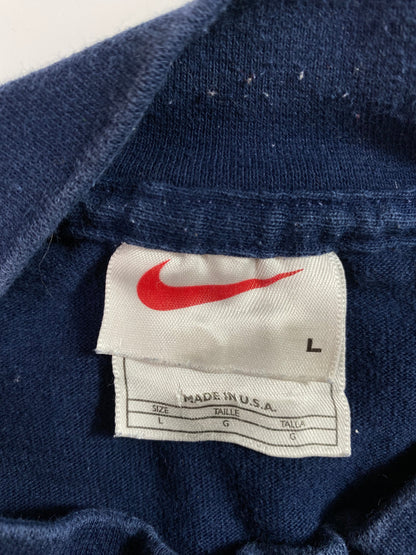 L
MADE IN U.S.A.
SIZE TAILLE TALLA
L G G